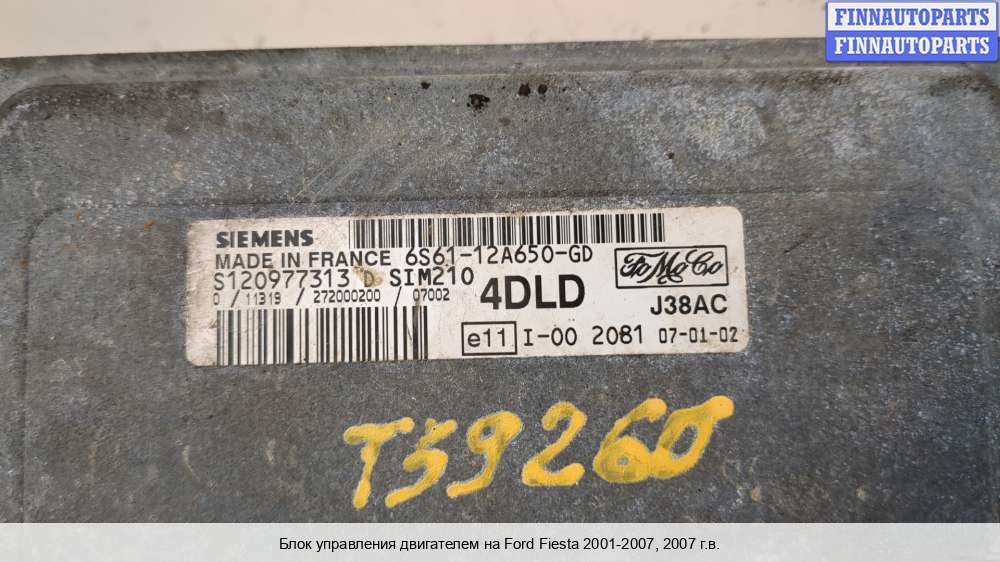 FINNAUTOPARTS
FINNAUTOPARTS
SIEMENS
MADE IN FRANCE 6S61-12A650-GD
S120977313 D SIM210
0 / 11319 / 272000200 / 07002
4DLD
FoMoCo
J38AC
e11 I-00 2081 07-01-02
T59260
Блок управления двигателем на Ford Fiesta 2001-2007, 2007 г.в.